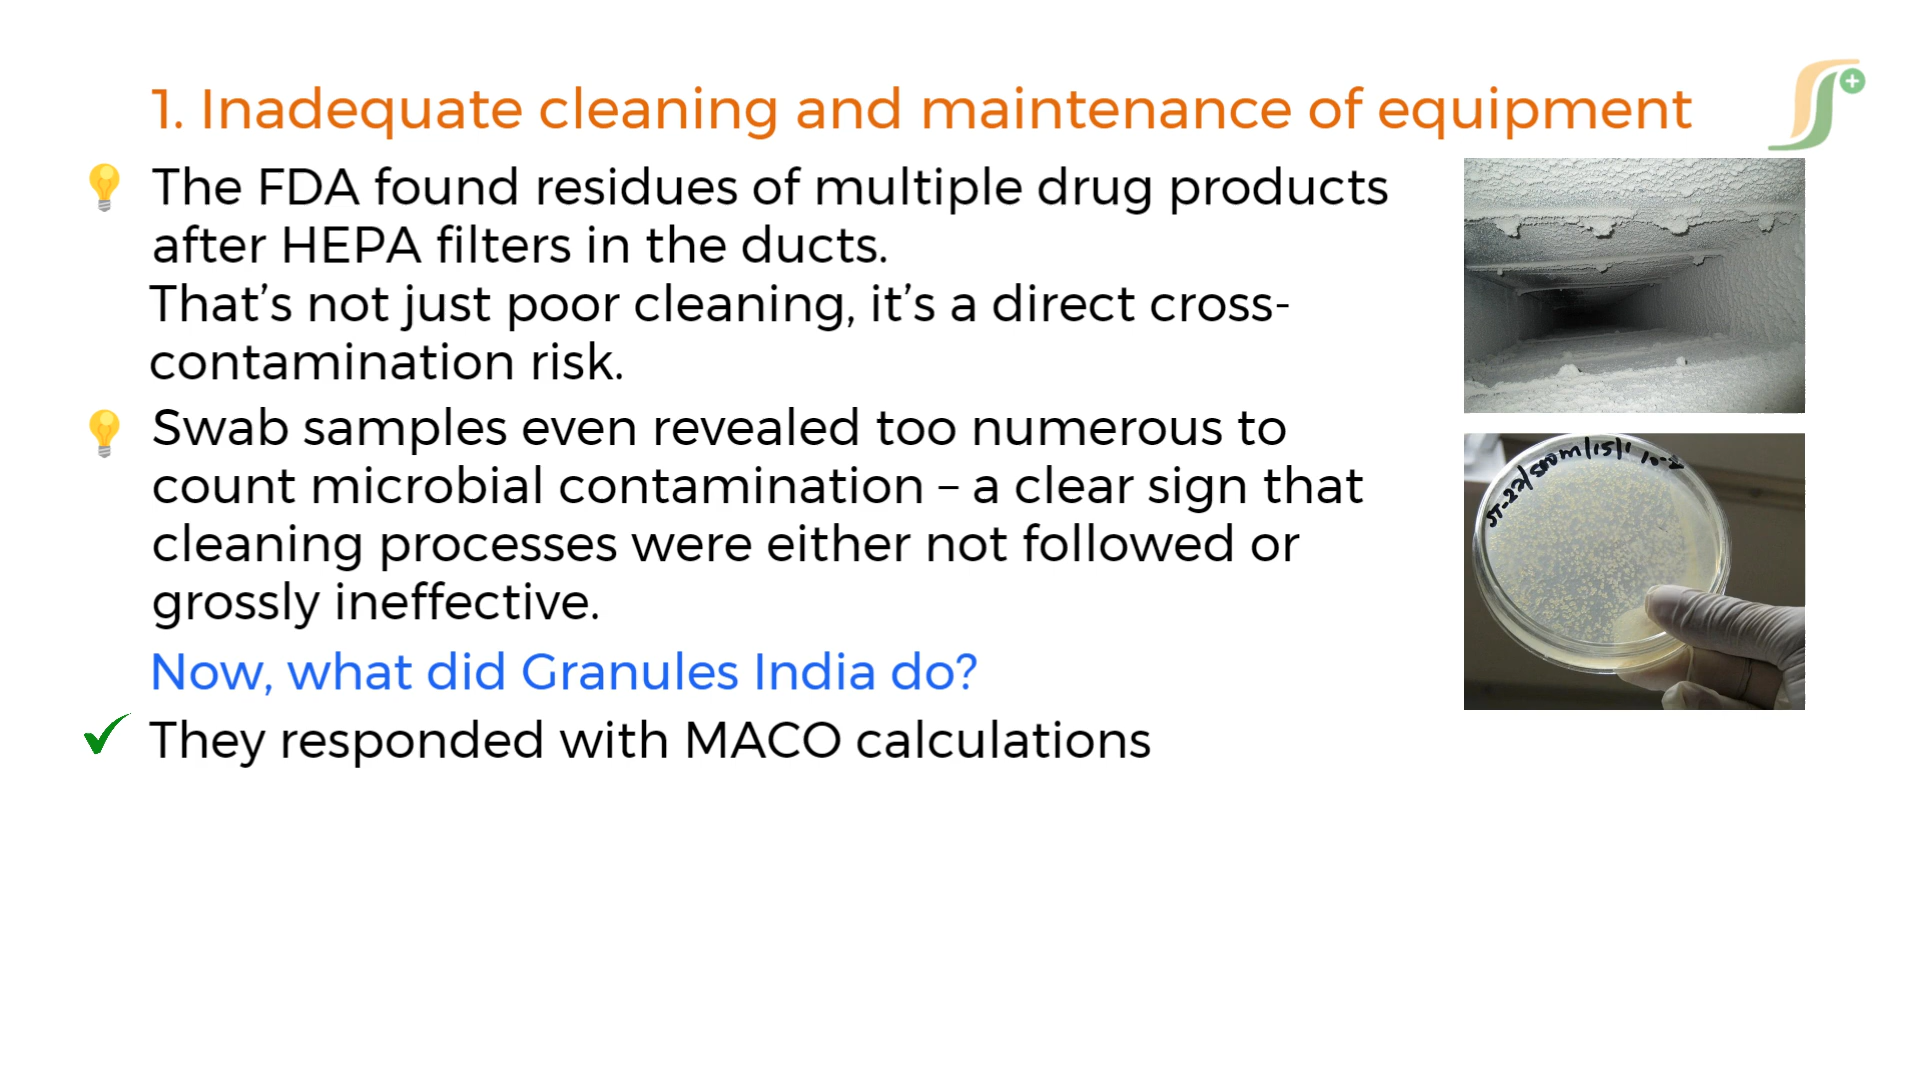 1. Inadequate cleaning and maintenance of equipment
The FDA found residues of multiple drug products
after HEPA filters in the ducts.
That’s not just poor cleaning, it’s a direct cross-
contamination risk.
Swab samples even revealed too numerous to
count microbial contamination – a clear sign that
cleaning processes were either not followed or
grossly ineffective.
Now, what did Granules India do?
They responded with MACO calculations